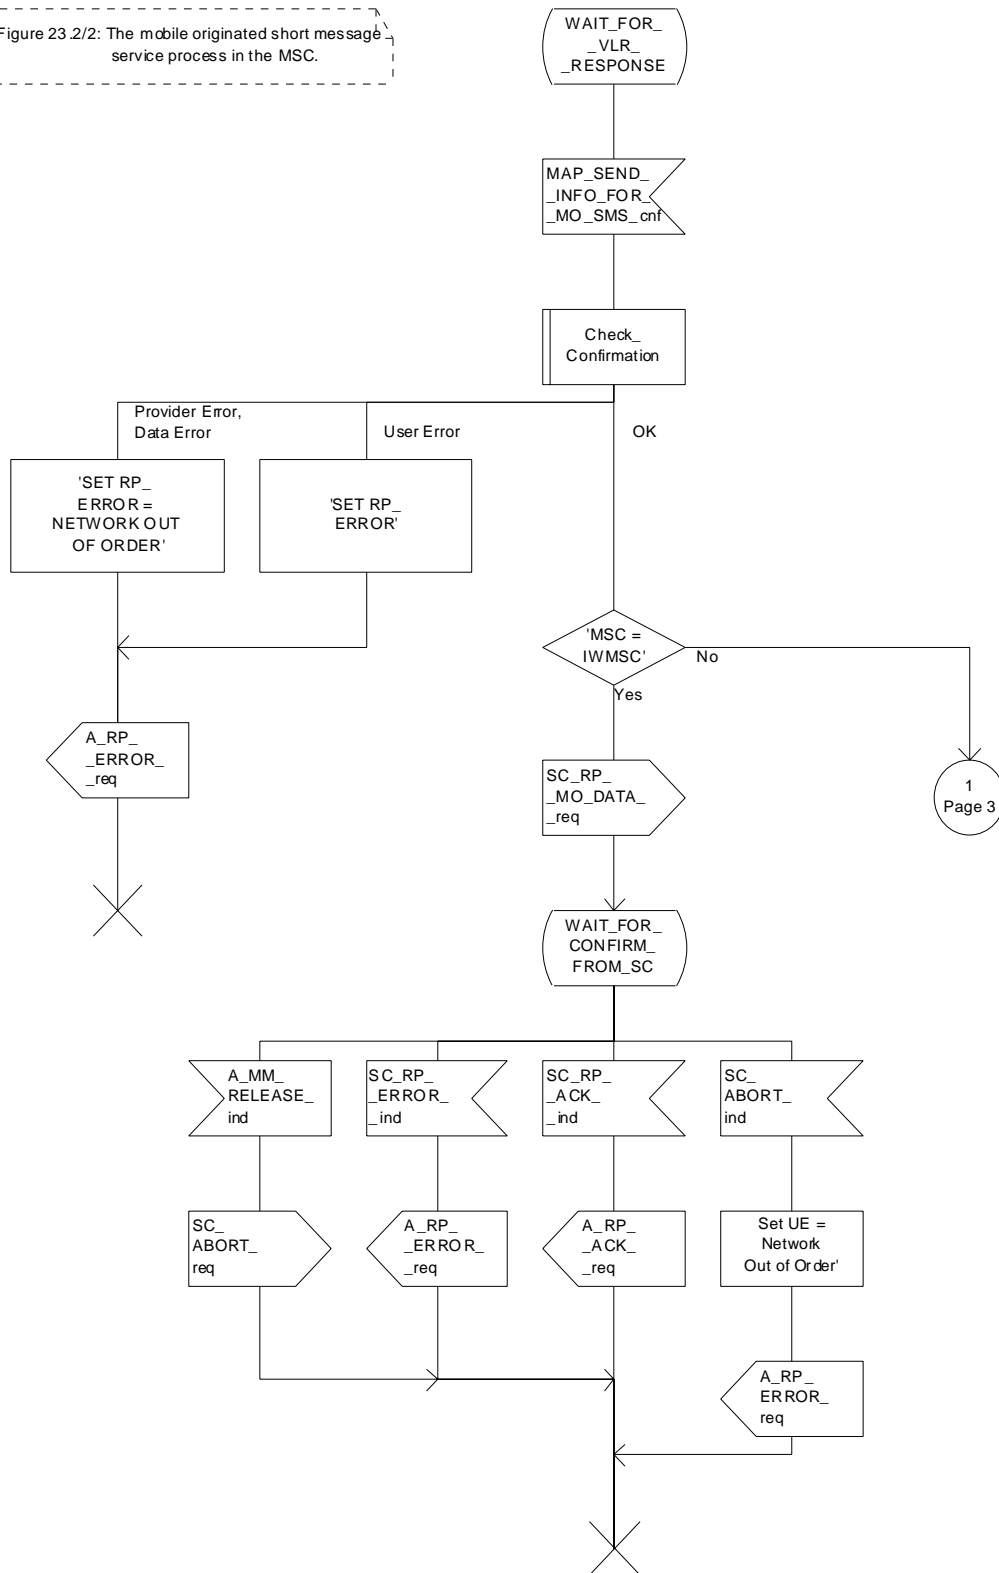 Figure 23.2/2: The mobile originated short message
service process in the MSC.
WAIT_FOR_
_VLR_
_RESPONSE
MAP_SEND_
_INFO_FOR_
_MO_SMS_cnf
Check_
Confirmation
Provider Error,
Data Error
User Error
OK
'SET RP_
ERROR =
NETWORK OUT
OF ORDER'
'SET RP_
ERROR'
'MSC =
IWMSC'
No
Yes
A_RP_
_ERROR_
_req
SC_RP_
_MO_DATA_
_req
1
Page 3
WAIT_FOR_
CONFIRM_
FROM_SC
A_MM_
RELEASE_
ind
SC_RP_
_ERROR_
_ind
SC_RP_
_ACK_
_ind
SC_
ABORT_
ind
SC_
ABORT_
req
A_RP_
_ERROR_
_req
A_RP_
_ACK_
_req
Set UE =
Network
Out of Order'
A_RP_
ERROR_
req